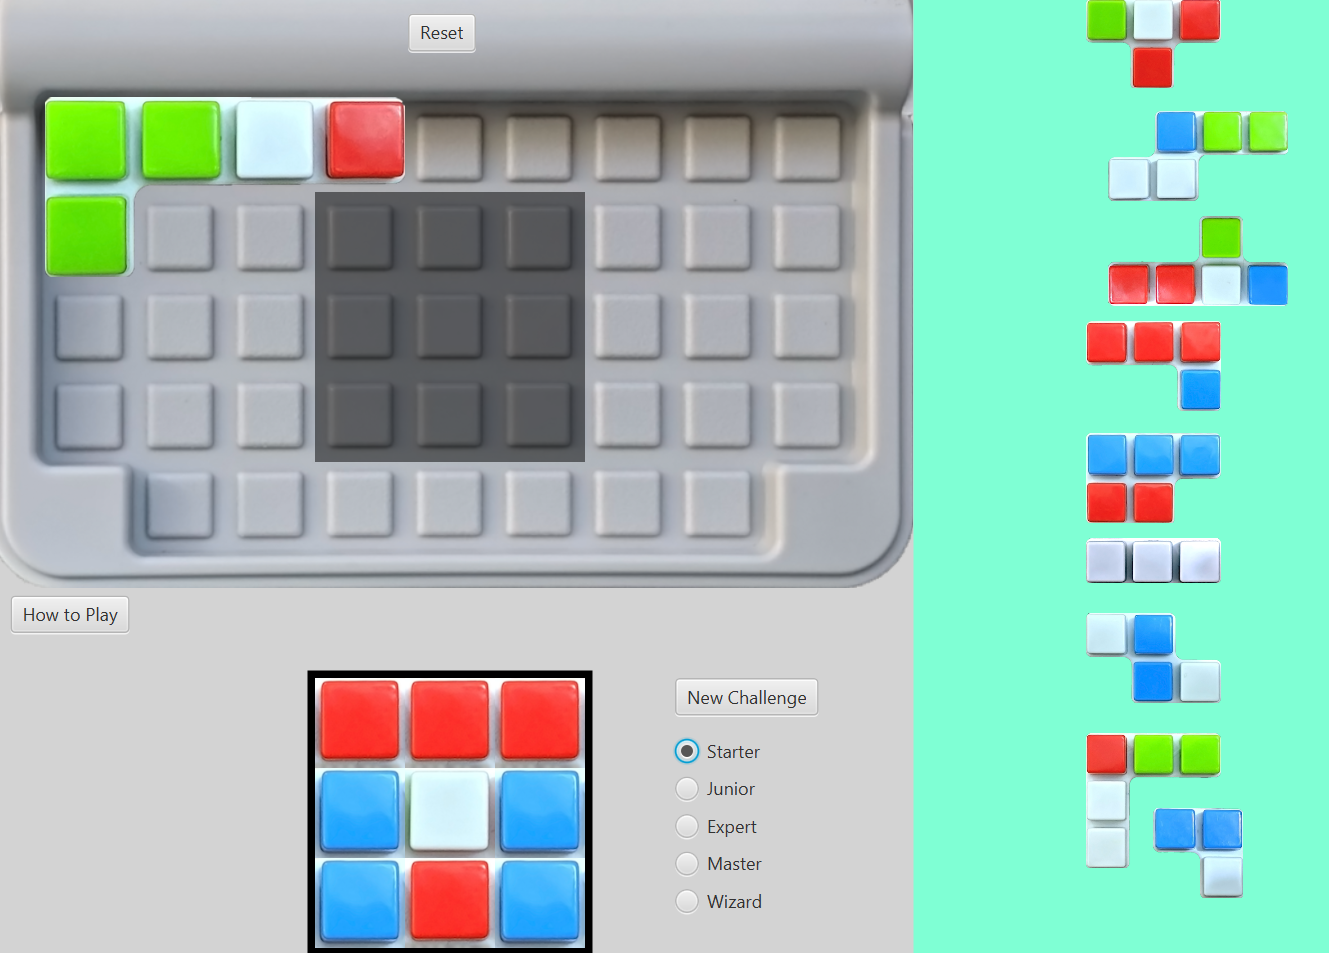 Reset
How to Play
New Challenge
Starter
Junior
Expert
Master
Wizard